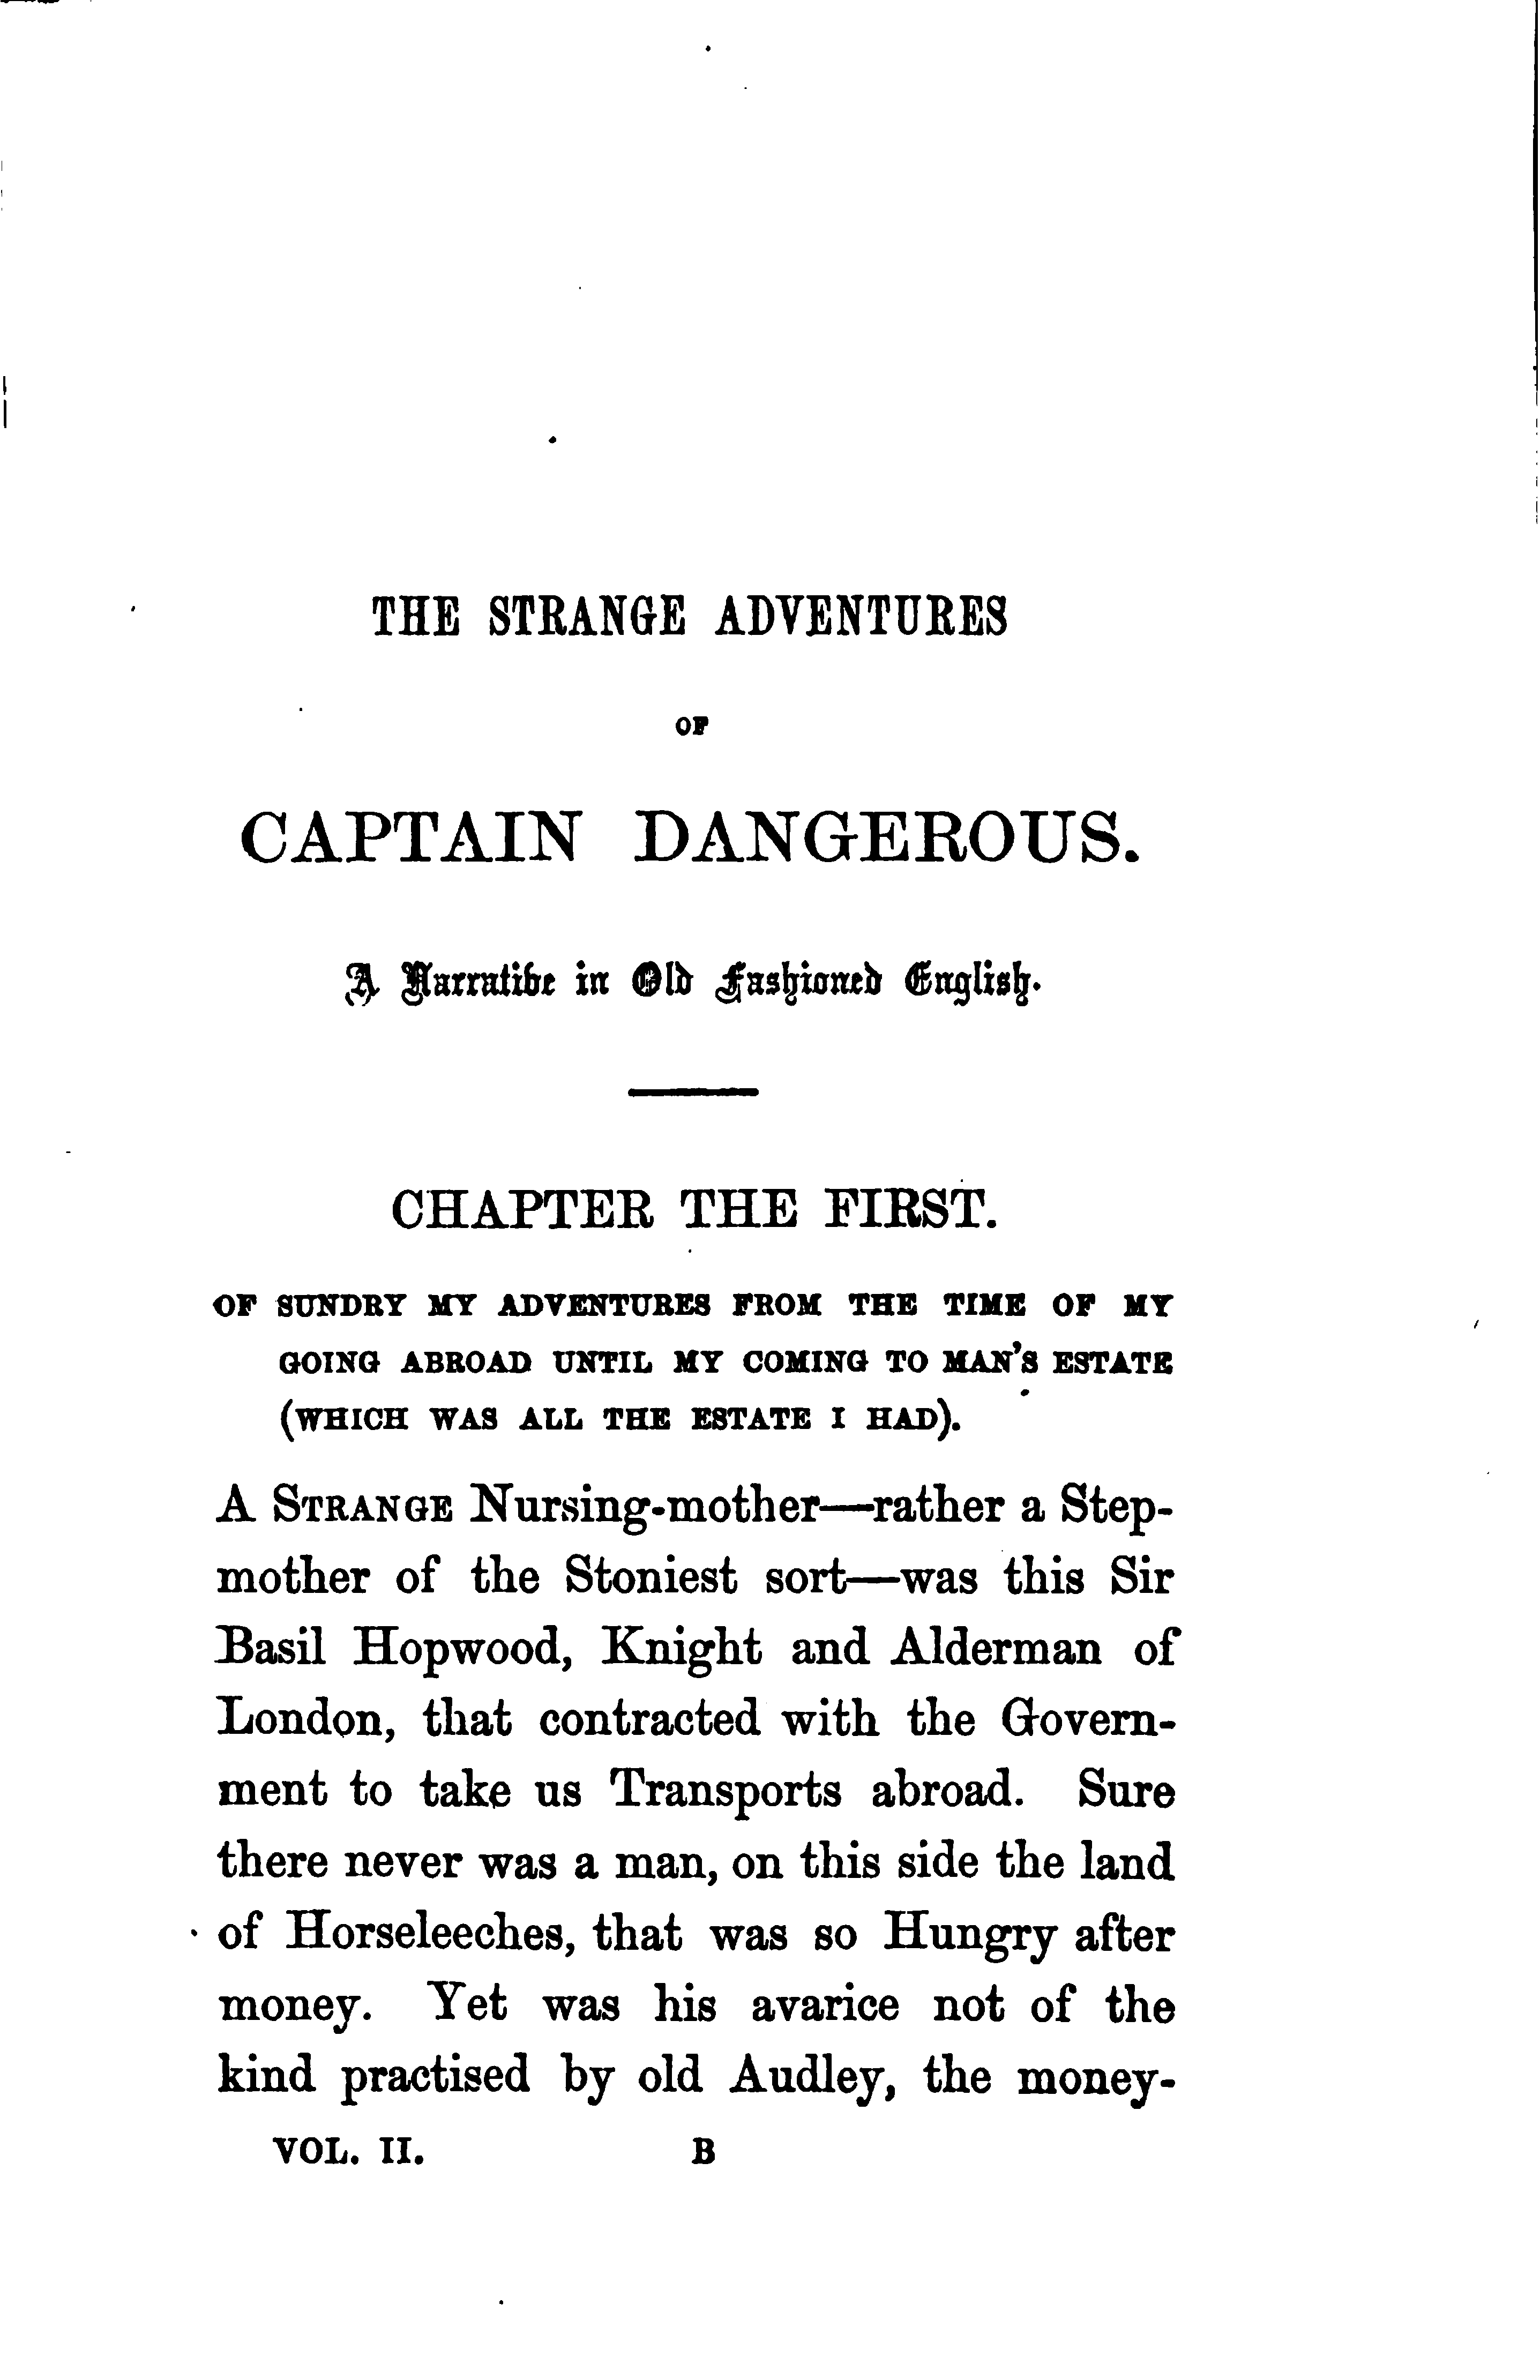 THE STRANGE ADVENTURES
OF
CAPTAIN DANGEROUS.
A Narrative in Old Fashioned English.
CHAPTER THE FIRST.
OF SUNDRY MY ADVENTURES FROM THE TIME OF MY
GOING ABROAD UNTIL MY COMING TO MAN'S ESTATE
(WHICH WAS ALL THE ESTATE I HAD).
A STRANGE Nursing-mother—rather a Step-
mother of the Stoniest sort—was this Sir
Basil Hopwood, Knight and Alderman of
London, that contracted with the Govern-
ment to take us Transports abroad. Sure
there never was a man, on this side the land
of Horseleeches, that was so Hungry after
money. Yet was his avarice not of the
kind practised by old Audley, the money-
VOL. II. B